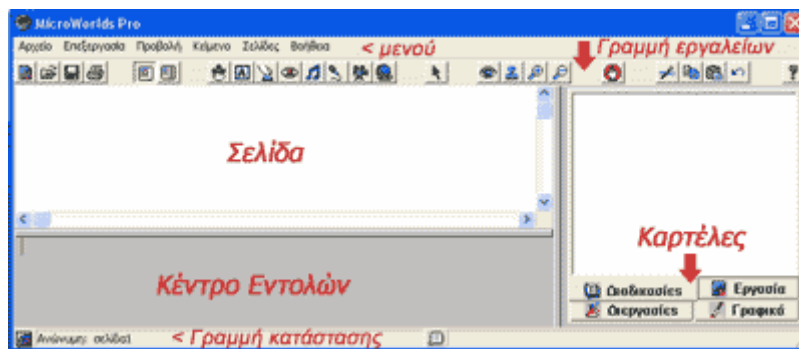 MicroWorlds Pro
Αρχείο Επεξεργασία Προβολή Κείμενο Σελίδες Βοήθεια < μενού
Γραμμή εργαλείων
Σελίδα
Καρτέλες
Κέντρο Εντολών
Διαδικασίες Εργασία
Διεργασίες Γραφικά
Ανώνυμη: σελίδα1 < Γραμμή κατάστασης